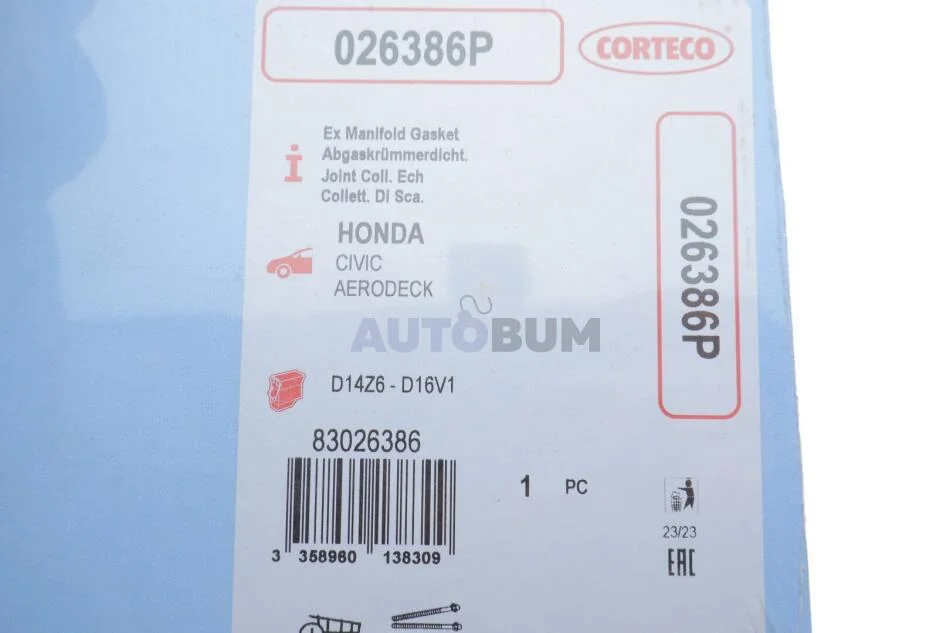 026386P
CORTECO
Ex Manifold Gasket
Abgaskrümmerdicht.
Joint Coll. Ech
Collett. Di Sca.
HONDA
CIVIC
AERODECK
026386P
AUTOBUM
D14Z6 - D16V1
83026386
1 PC
3 358960 138309
23/23
EAC